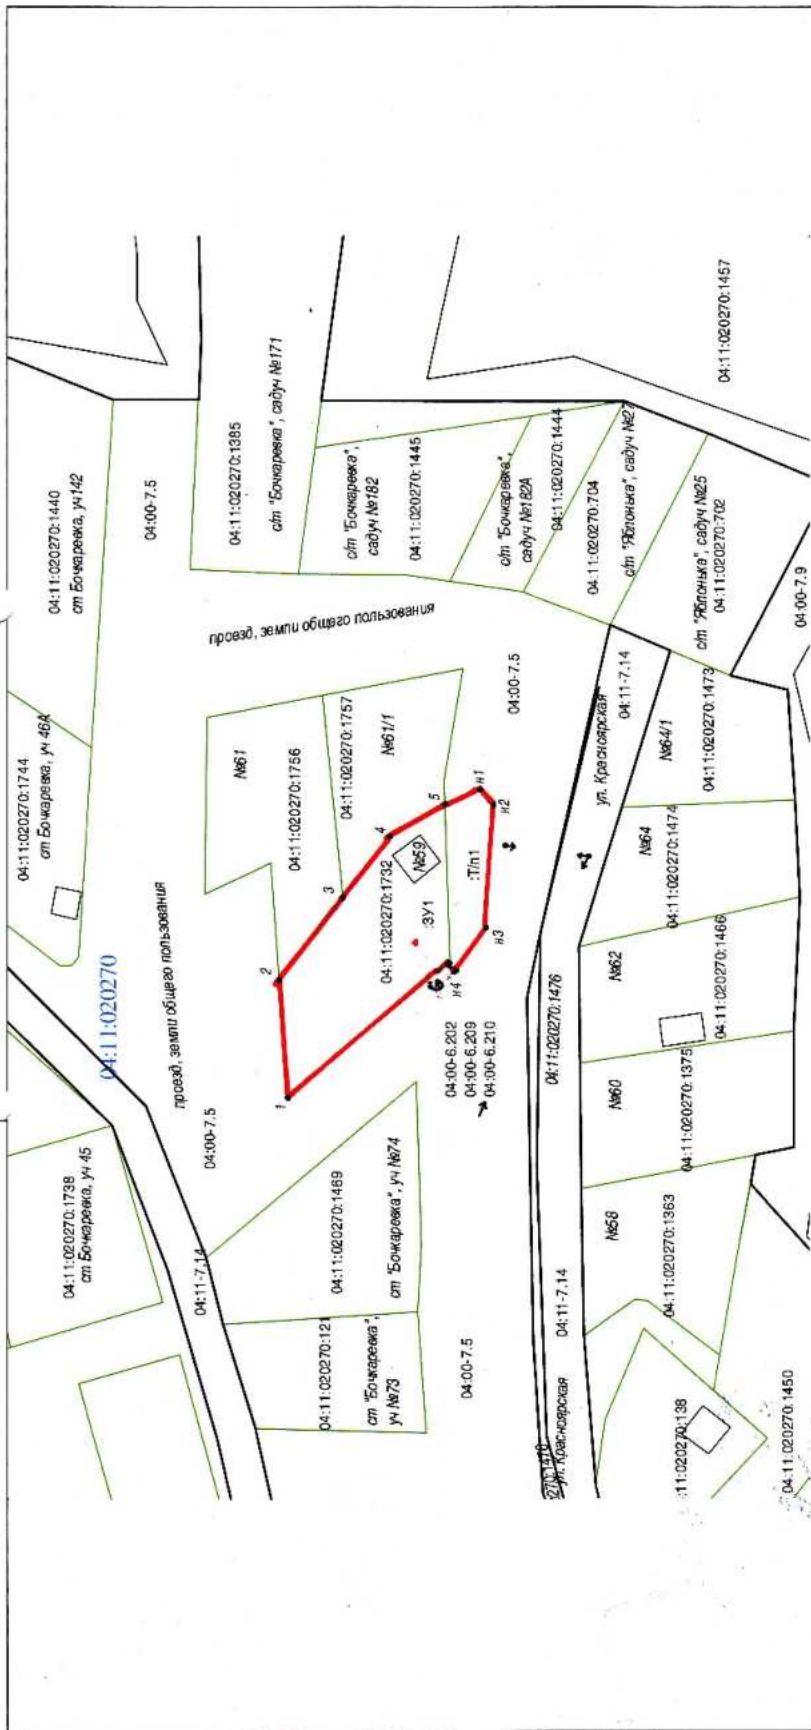 04:11:020270:1744
ст Бочкаревка, уч 46А
04:11:020270:1440
ст Бочкаревка, уч142
04:00-7.5
04:11:020270
04:11:020270:1738
ст Бочкаревка, уч 45
проезд, земли общего пользования
04:00-7.5
04:11-7.14
04:11:020270:1385
с/т "Бочкаревка", садуч №171
проезд, земли общего пользования
№61
04:11:020270:1756
04:11:020270:1757
№61/1
с/т "Бочкаревка",
садуч №182
04:11:020270:1445
с/т "Бочкаревка",
садуч №182А
04:11:020270:1444
04:11:020270:704
с/т "Яблонька", садуч №27
с/т "Яблонька", садуч №25
04:11:020270:702
04:11:020270:1457
1
2
3
4
5
н1
н2
н3
н4
6
04:11:020270:1732
№59
:ЗУ1
:Т/п1
04:11:020270:1469
ст "Бочкаревка", уч №74
04:11:020270:121
ст "Бочкаревка",
уч №73
04:00-7.5
04:00-6.202
04:00-6.209
04:00-6.210
04:00-7.5
04:11:020270:1476
ул. Красноярская
04:11-7.14
04:11-7.14
ул. Красноярская
№64/1
04:11:020270:1473
№64
04:11:020270:1474
№62
04:11:020270:1466
№60
04:11:020270:1375
№58
04:11:020270:1363
:11:020270:138
04:11:020270:1450
04:00-7.9